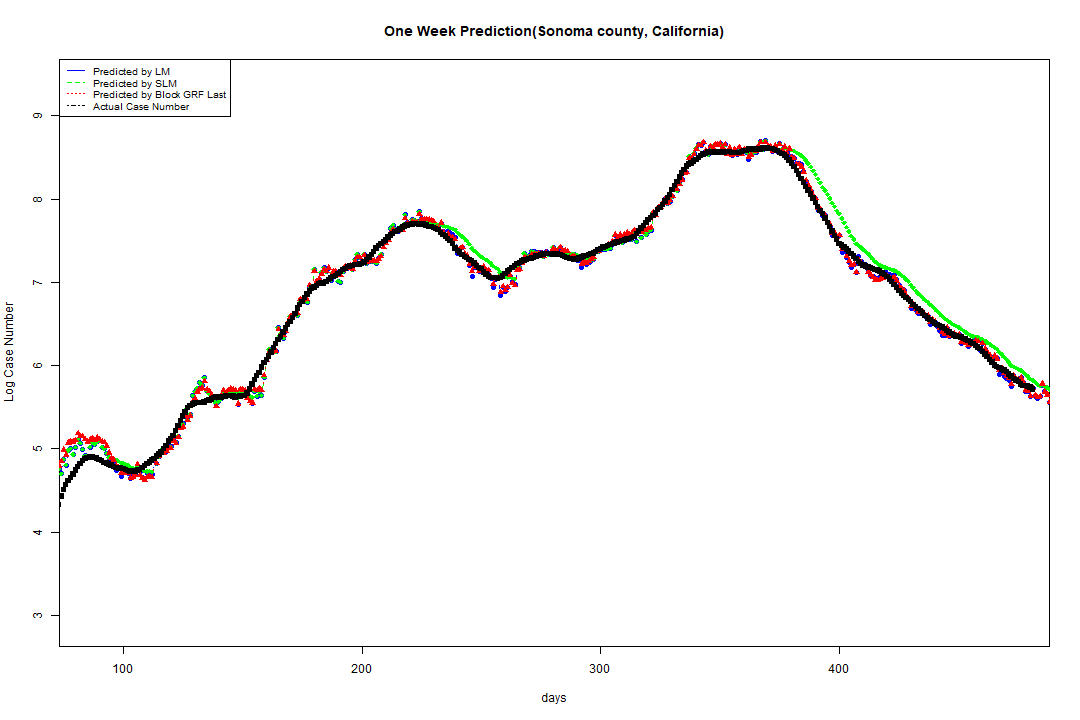 One Week Prediction(Sonoma county, California)
Predicted by LM
Predicted by SLM
Predicted by Block GRF Last
Actual Case Number
9
8
7
6
5
4
3
Log Case Number
100 200 300 400
days